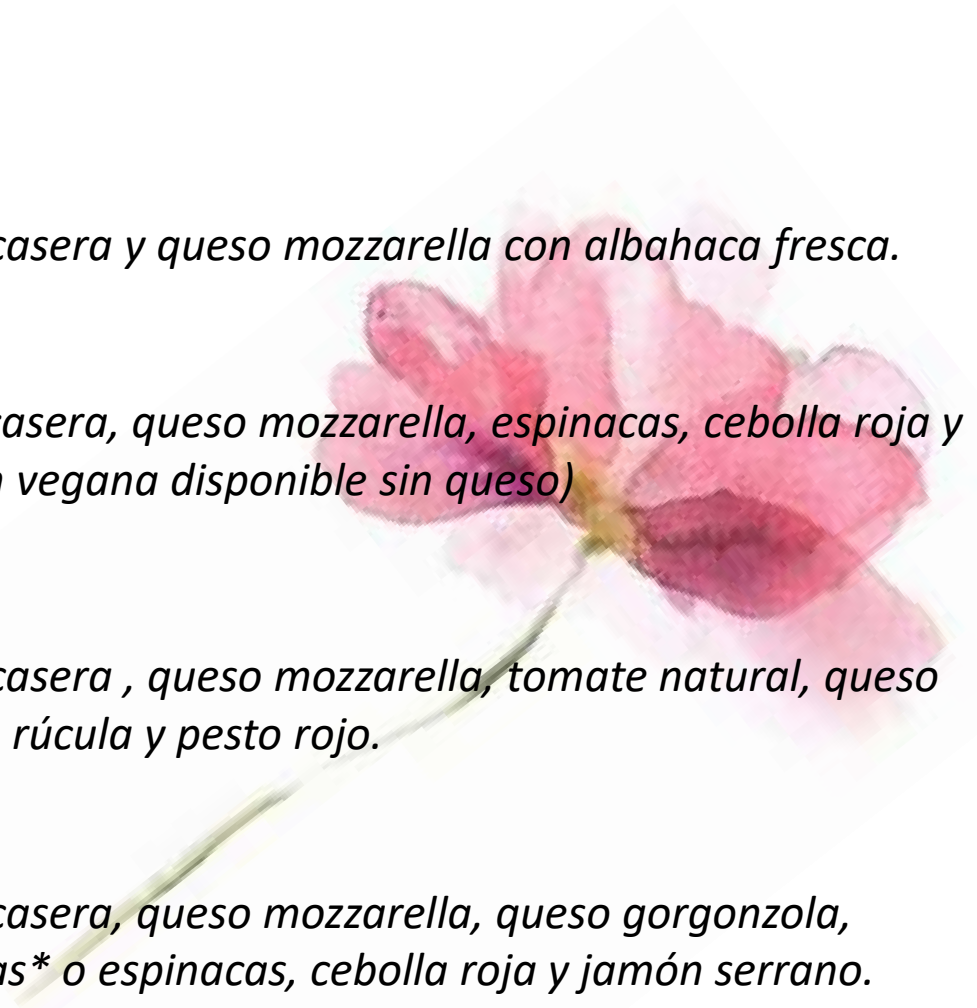 casera y queso mozzarella con albahaca fresca.
casera, queso mozzarella, espinacas, cebolla roja y
vegana disponible sin queso)
casera , queso mozzarella, tomate natural, queso
rúcula y pesto rojo.
casera, queso mozzarella, queso gorgonzola,
as* o espinacas, cebolla roja y jamón serrano.